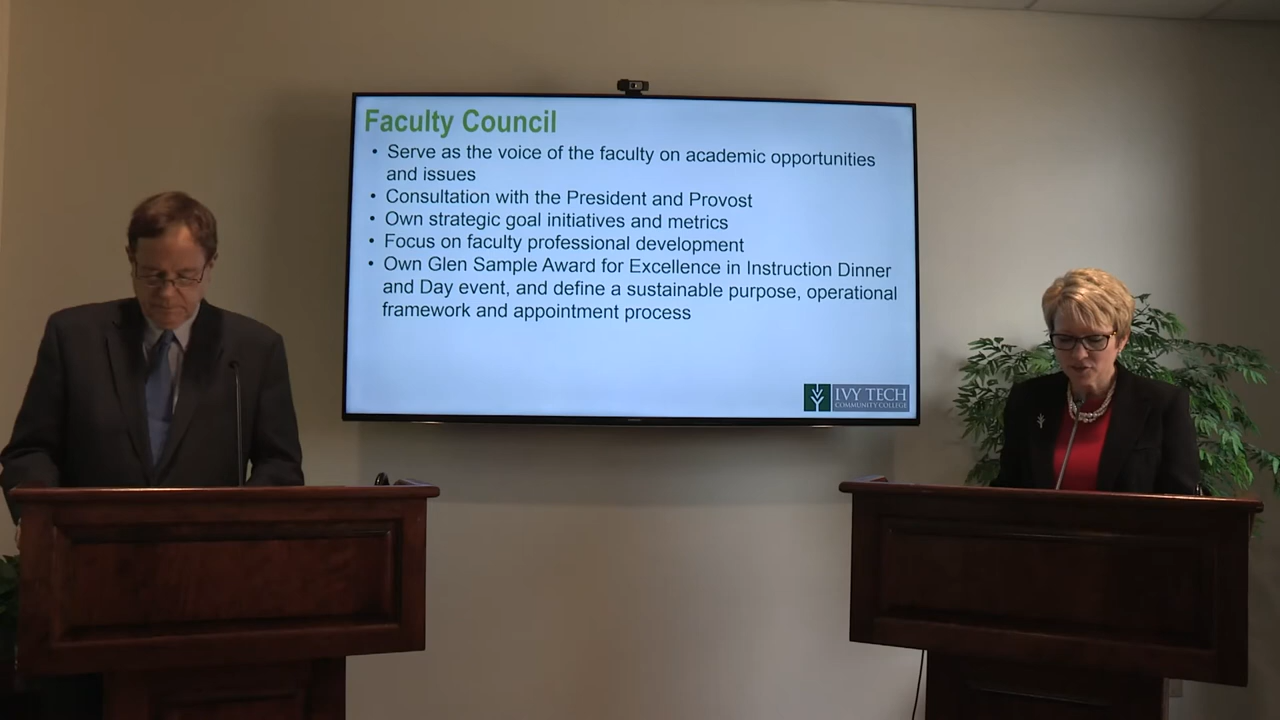 Faculty Council
• Serve as the voice of the faculty on academic opportunities
and issues
• Consultation with the President and Provost
• Own strategic goal initiatives and metrics
• Focus on faculty professional development
• Own Glen Sample Award for Excellence in Instruction Dinner
and Day event, and define a sustainable purpose, operational
framework and appointment process
IVY TECH
COMMUNITY COLLEGE